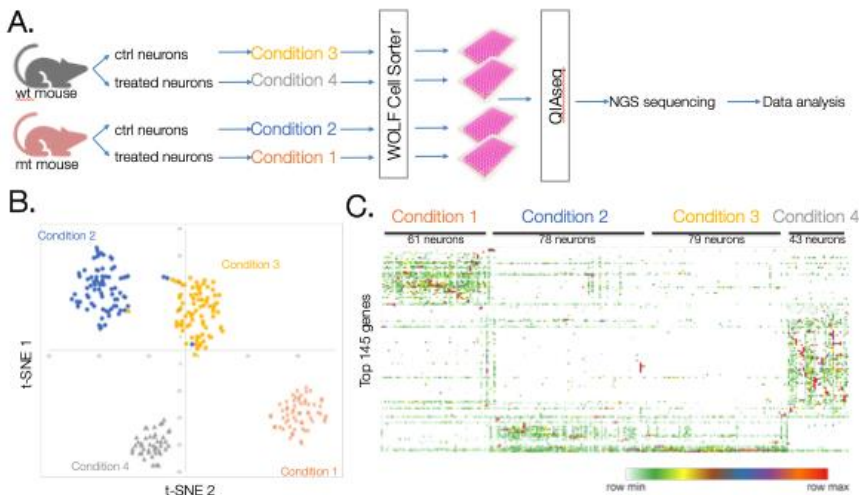 A.
ctrl neurons
Condition 3
treated neurons
Condition 4
wt mouse
ctrl neurons
Condition 2
treated neurons
Condition 1
mt mouse
WOLF Cell Sorter
QIAseq
NGS sequencing
Data analysis
B.
Condition 2
Condition 3
Condition 4
Condition 1
t-SNE 1
t-SNE 2
C.
Condition 1 Condition 2 Condition 3 Condition 4
61 neurons 78 neurons 79 neurons 43 neurons
Top 145 genes
row min row max